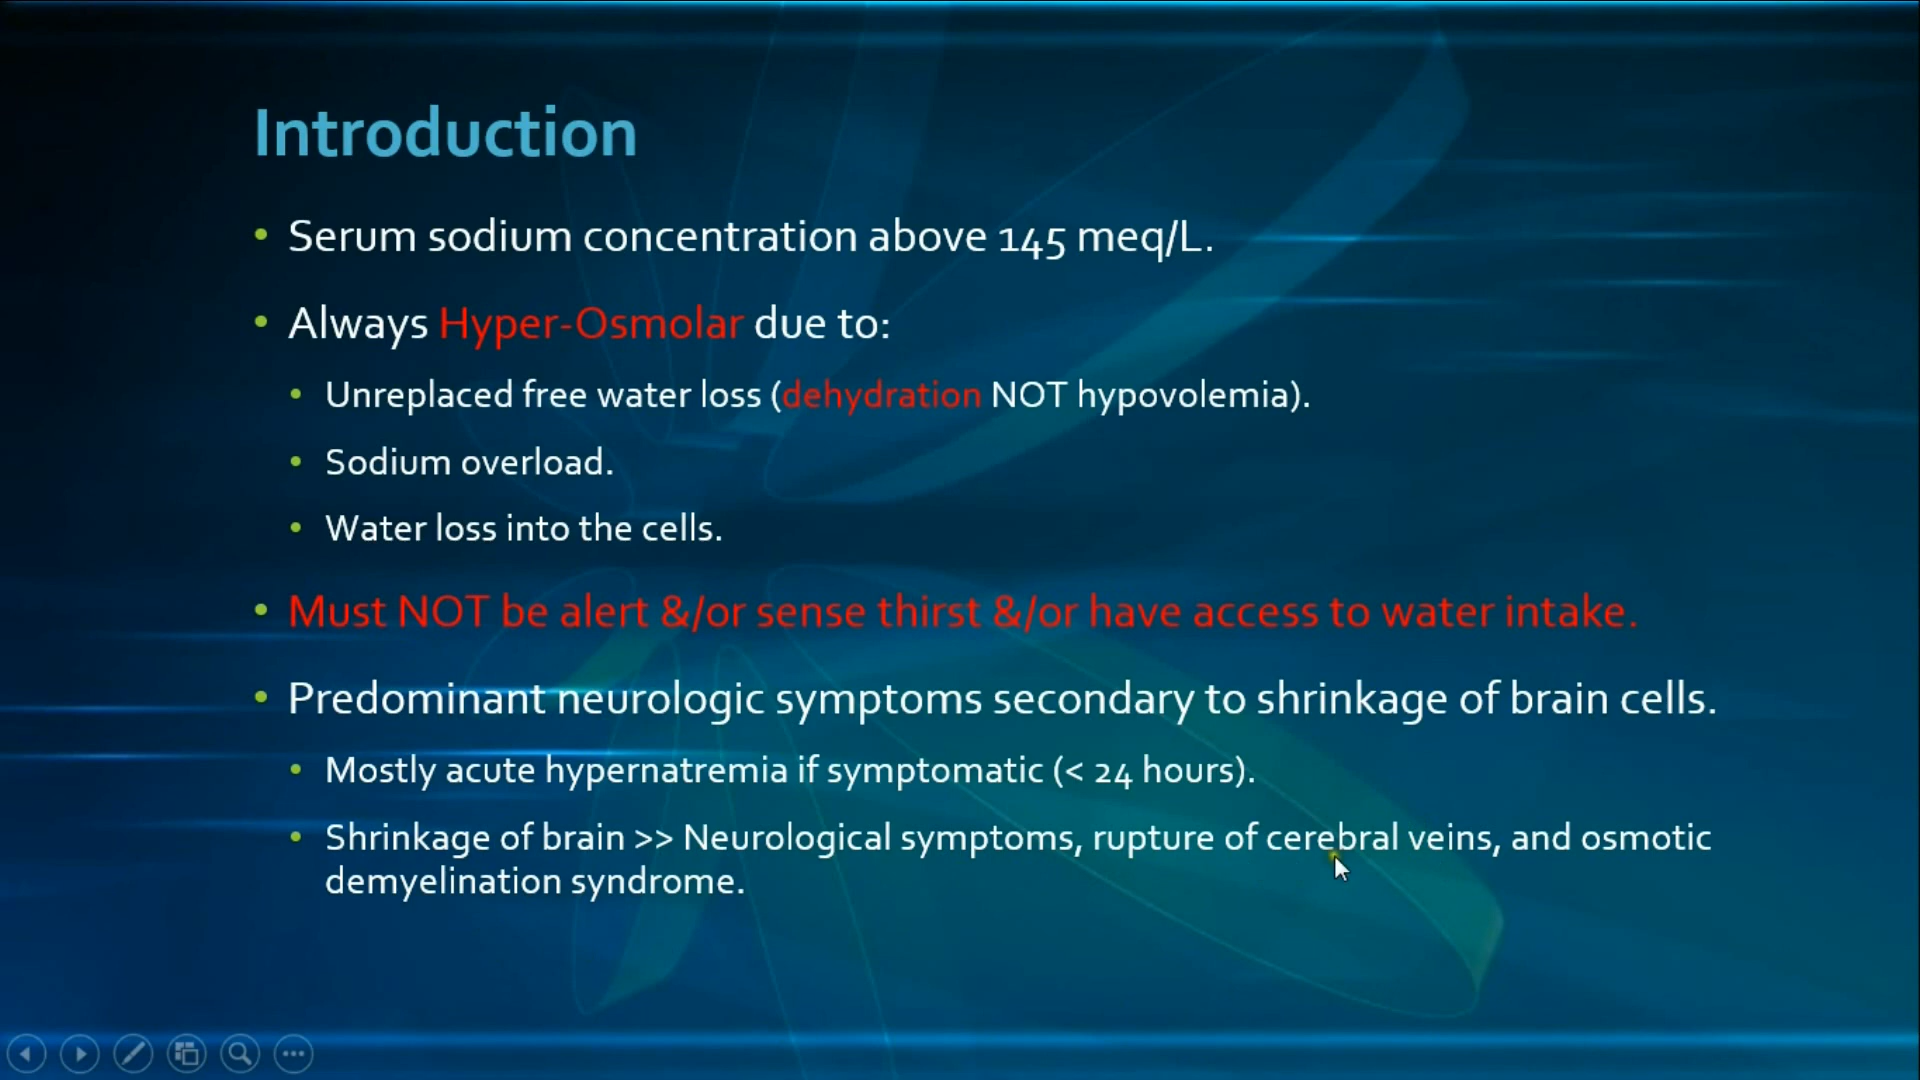 Introduction
• Serum sodium concentration above 145 meq/L.
• Always Hyper-Osmolar due to:
• Unreplaced free water loss (dehydration NOT hypovolemia).
• Sodium overload.
• Water loss into the cells.
• Must NOT be alert &/or sense thirst &/or have access to water intake.
• Predominant neurologic symptoms secondary to shrinkage of brain cells.
• Mostly acute hypernatremia if symptomatic (< 24 hours).
• Shrinkage of brain >> Neurological symptoms, rupture of cerebral veins, and osmotic
demyelination syndrome.